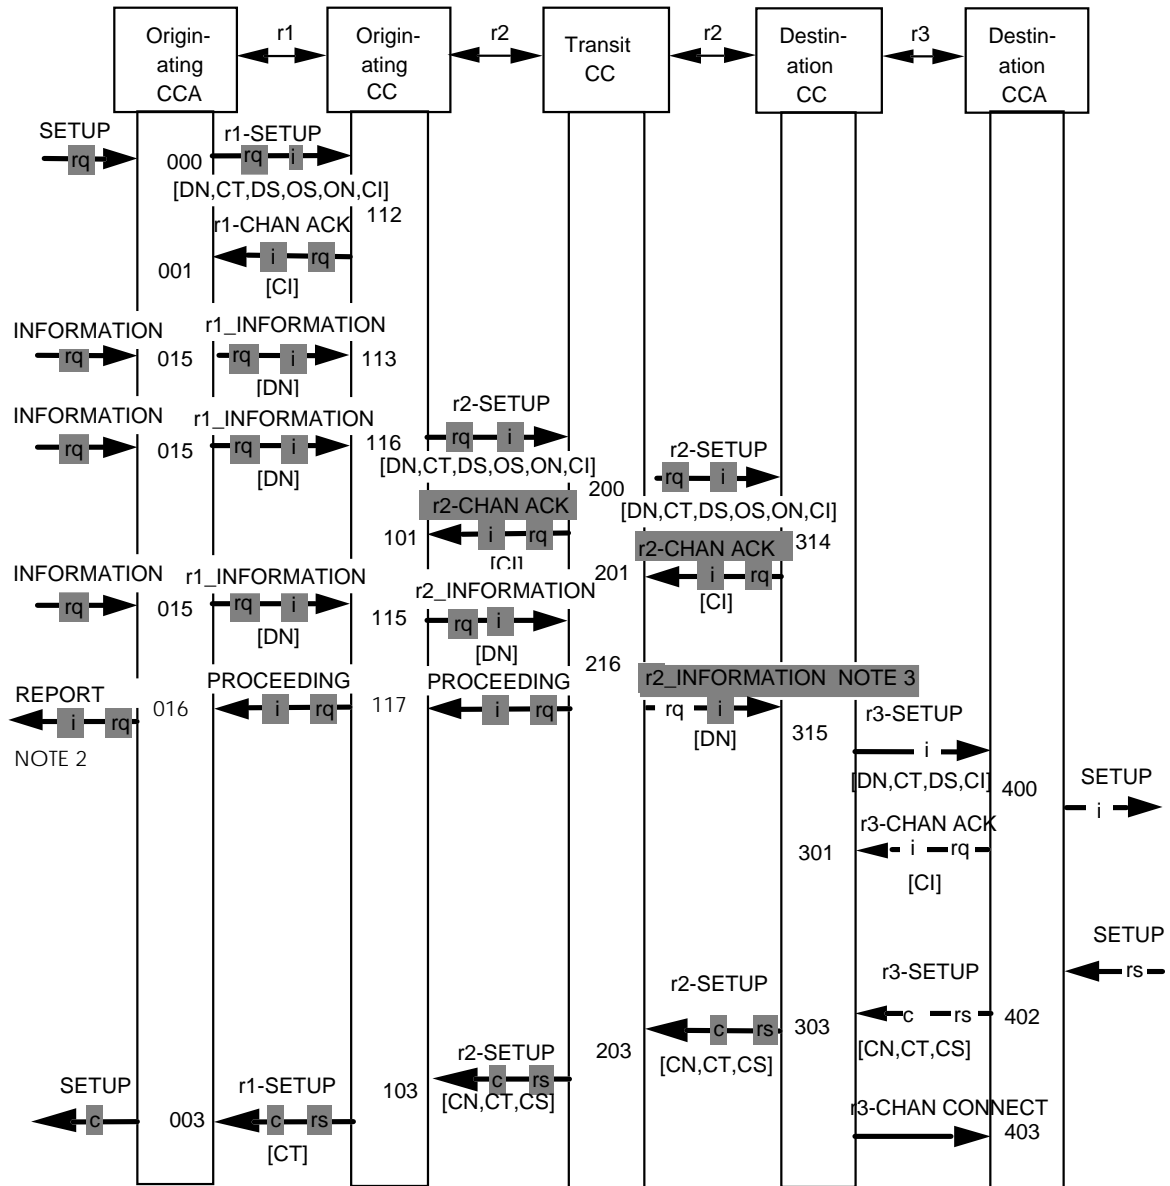 Origin-
ating
CCA
r1
Origin-
ating
CC
r2
Transit
CC
r2
Destin-
ation
CC
r3
Destin-
ation
CCA
SETUP
rq
000
r1-SETUP
rq i
[DN,CT,DS,OS,ON,CI]
112
r1-CHAN ACK
i rq
001
[CI]
INFORMATION
rq
015
r1_INFORMATION
rq i
113
[DN]
INFORMATION
rq
015
r1_INFORMATION
rq i
116
[DN]
r2-SETUP
rq i
[DN,CT,DS,OS,ON,CI]
200
r2-SETUP
rq i
[DN,CT,DS,OS,ON,CI]
r2-CHAN ACK
101
i rq
[CI]
314
r2-CHAN ACK
201
i rq
[CI]
INFORMATION
rq
015
r1_INFORMATION
rq i
[DN]
115
r2_INFORMATION
rq i
[DN]
216
REPORT
i rq
NOTE 2
016
PROCEEDING
i rq
117
PROCEEDING
i rq
r2_INFORMATION NOTE 3
rq i
[DN]
315
r3-SETUP
i
[DN,CT,DS,CI]
400
SETUP
i
r3-CHAN ACK
301
i rq
[CI]
SETUP
rs
r3-SETUP
c rs
402
[CN,CT,CS]
r2-SETUP
c rs
303
[CN,CT,CS]
203
r2-SETUP
c rs
[CN,CT,CS]
103
SETUP
c
003
r1-SETUP
c rs
[CT]
r3-CHAN CONNECT
403